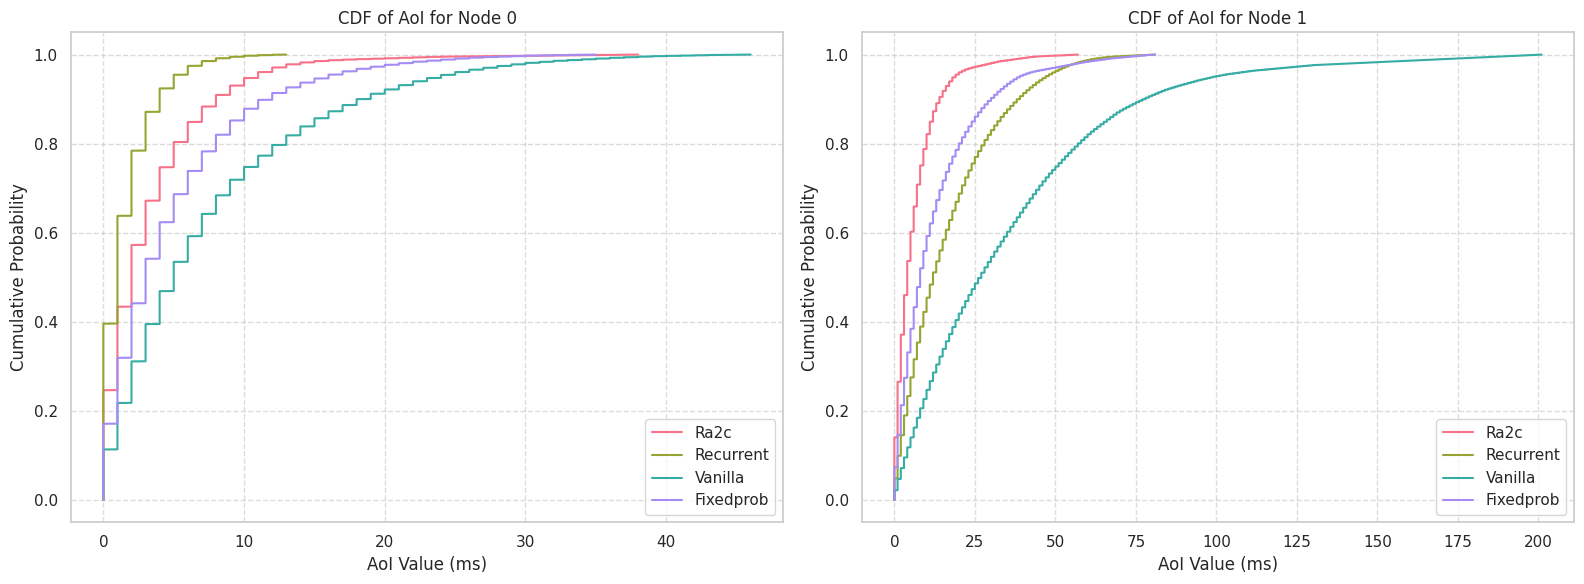 CDF of AoI for Node 0
1.0
0.8
0.6
0.4
0.2
0.0
Cumulative Probability
0 10 20 30 40
AoI Value (ms)
Ra2c
Recurrent
Vanilla
Fixedprob
CDF of AoI for Node 1
1.0
0.8
0.6
0.4
0.2
0.0
Cumulative Probability
0 25 50 75 100 125 150 175 200
AoI Value (ms)
Ra2c
Recurrent
Vanilla
Fixedprob